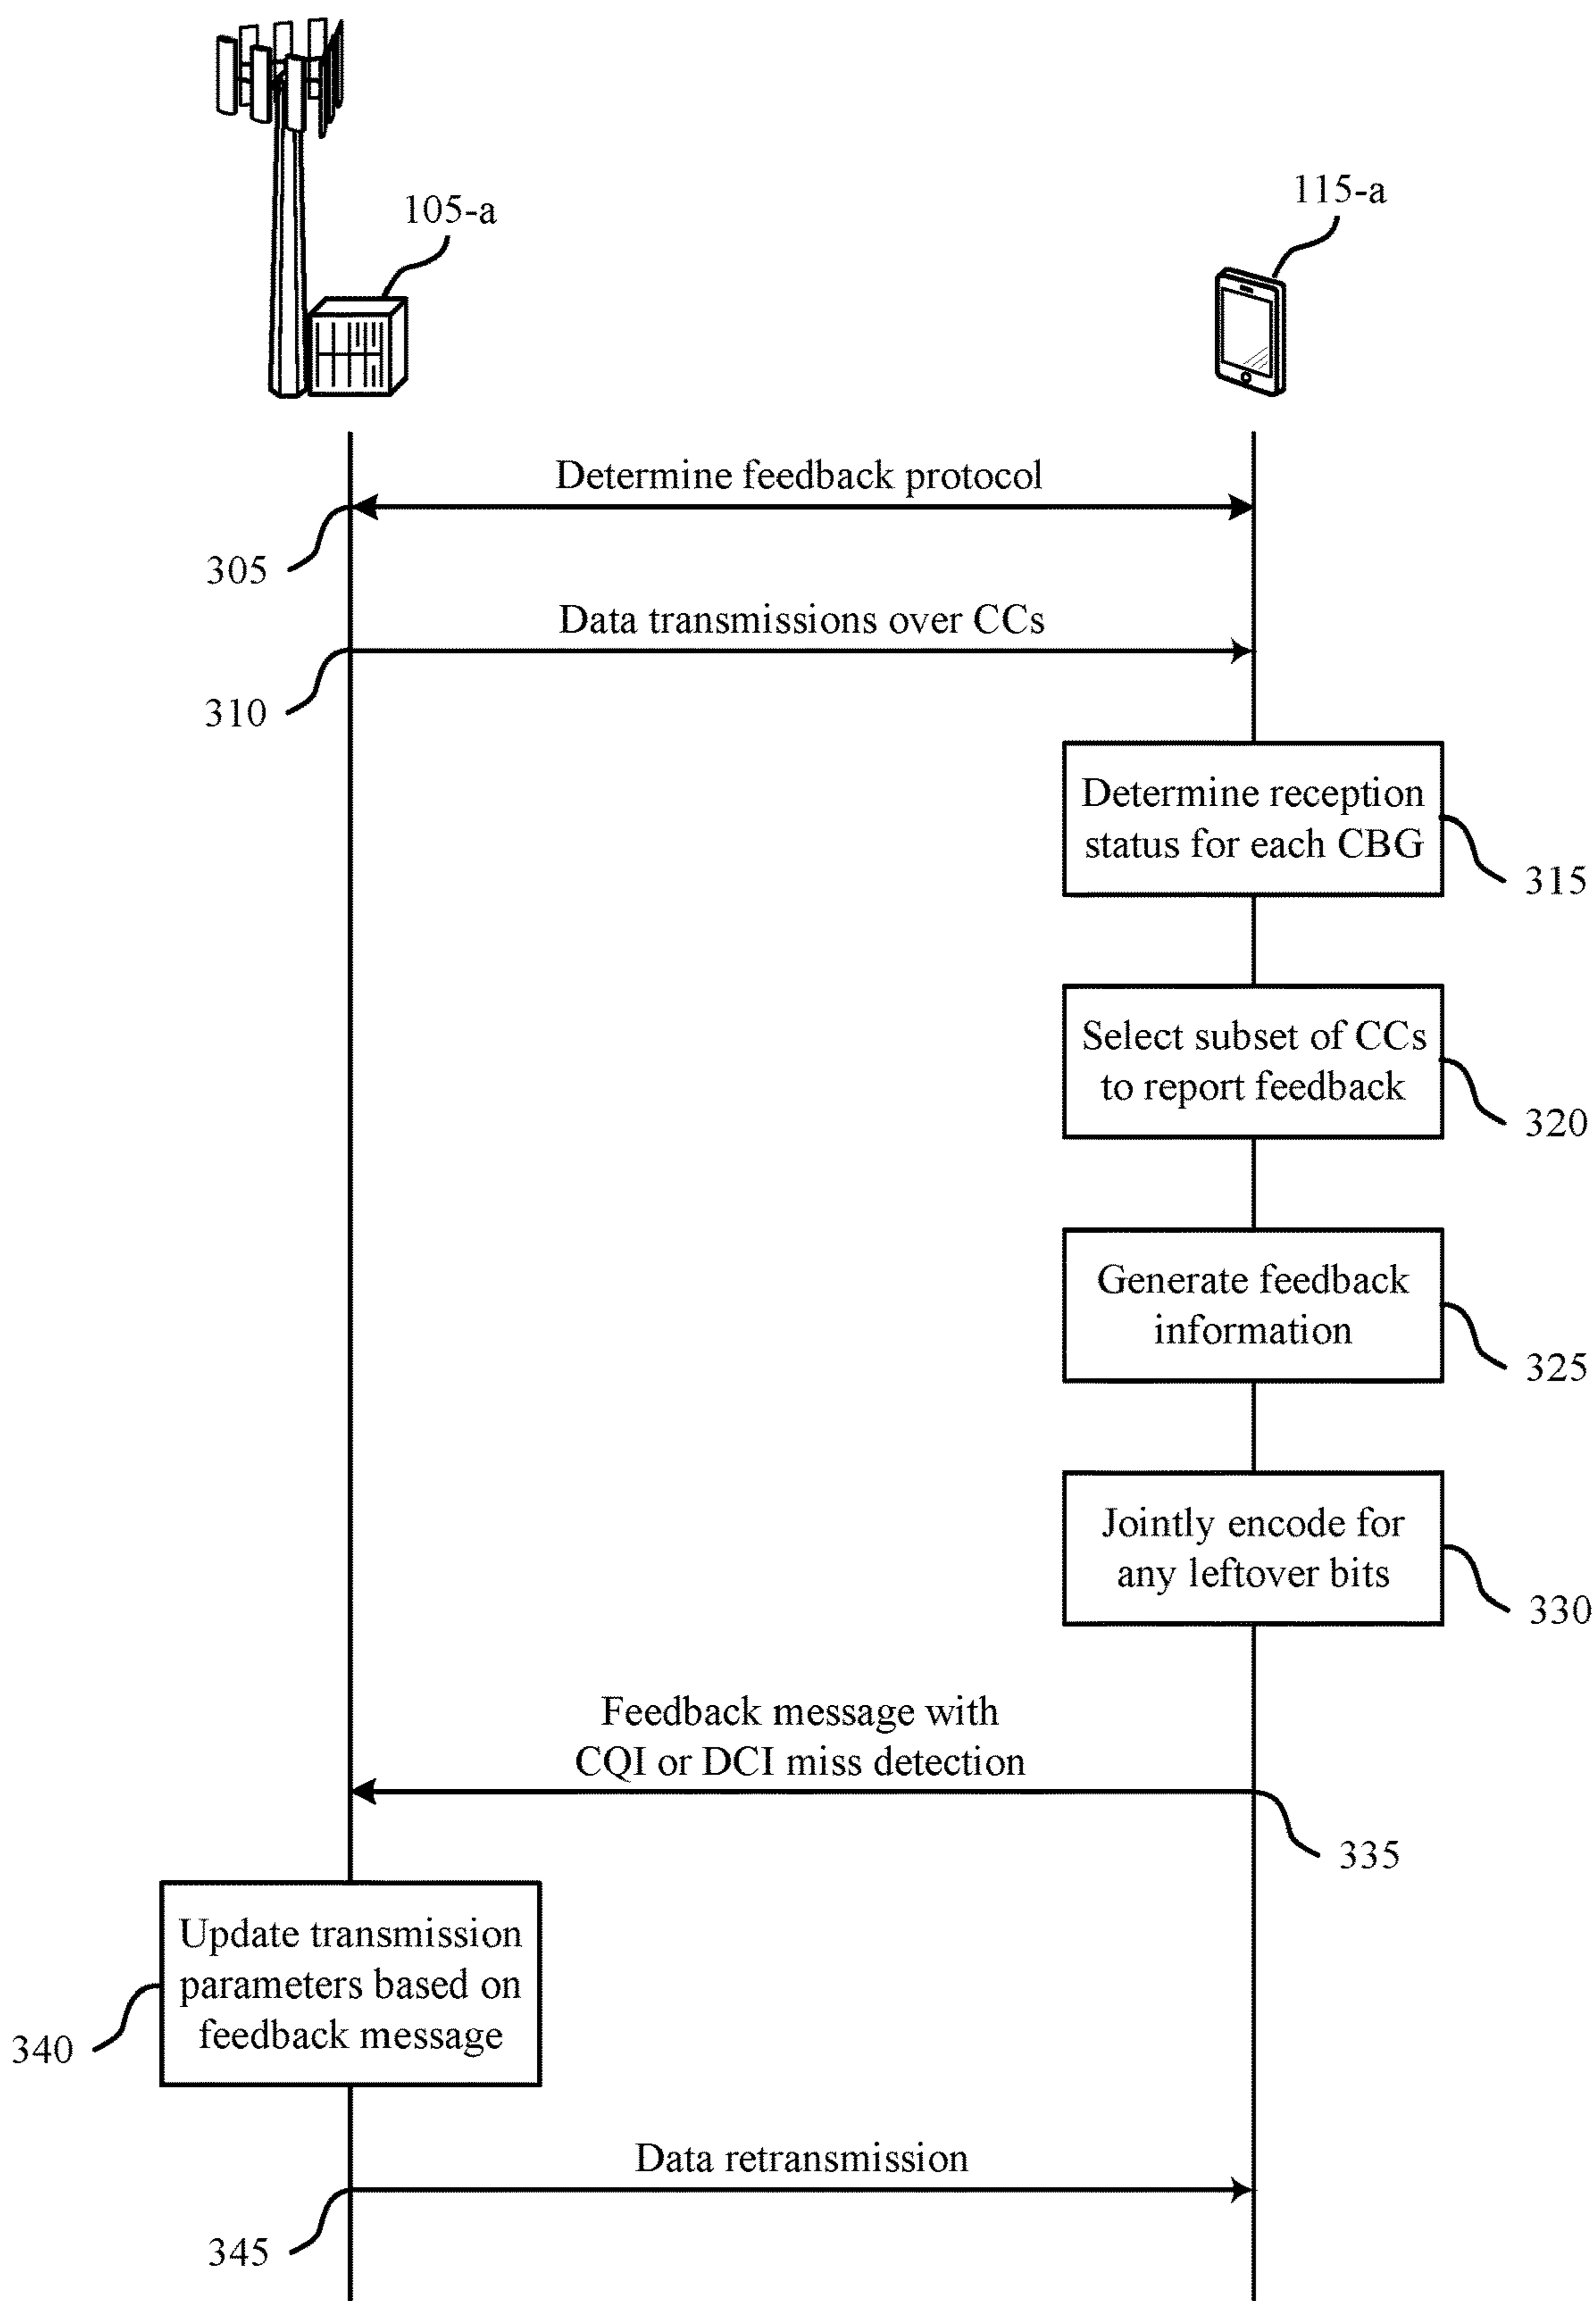 105-a
115-a
Determine feedback protocol
305
Data transmissions over CCs
310
Determine reception
status for each CBG
315
Select subset of CCs
to report feedback
320
Generate feedback
information
325
Jointly encode for
any leftover bits
330
Feedback message with
CQI or DCI miss detection
335
Update transmission
parameters based on
feedback message
340
Data retransmission
345